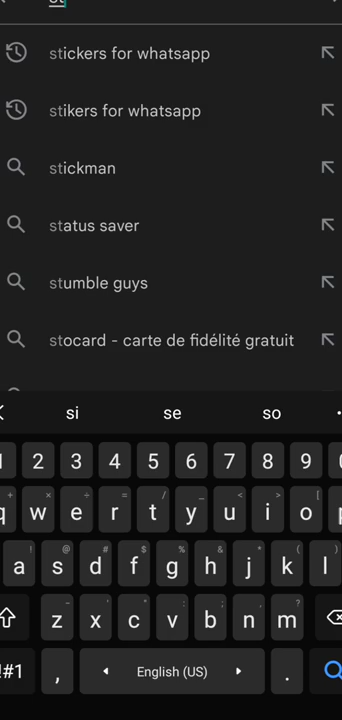 st
stickers for whatsapp
stikers for whatsapp
stickman
status saver
stumble guys
stocard - carte de fidélité gratuit
si se so
1 2 3 4 5 6 7 8 9 0
q w e r t y u i o p
+ × ÷ = / _ < > [
a s d f g h j k l
! @ # $ % ^ & * ( )
z x c v b n m
- ' " : ; , ?
!#1 , English (US) .